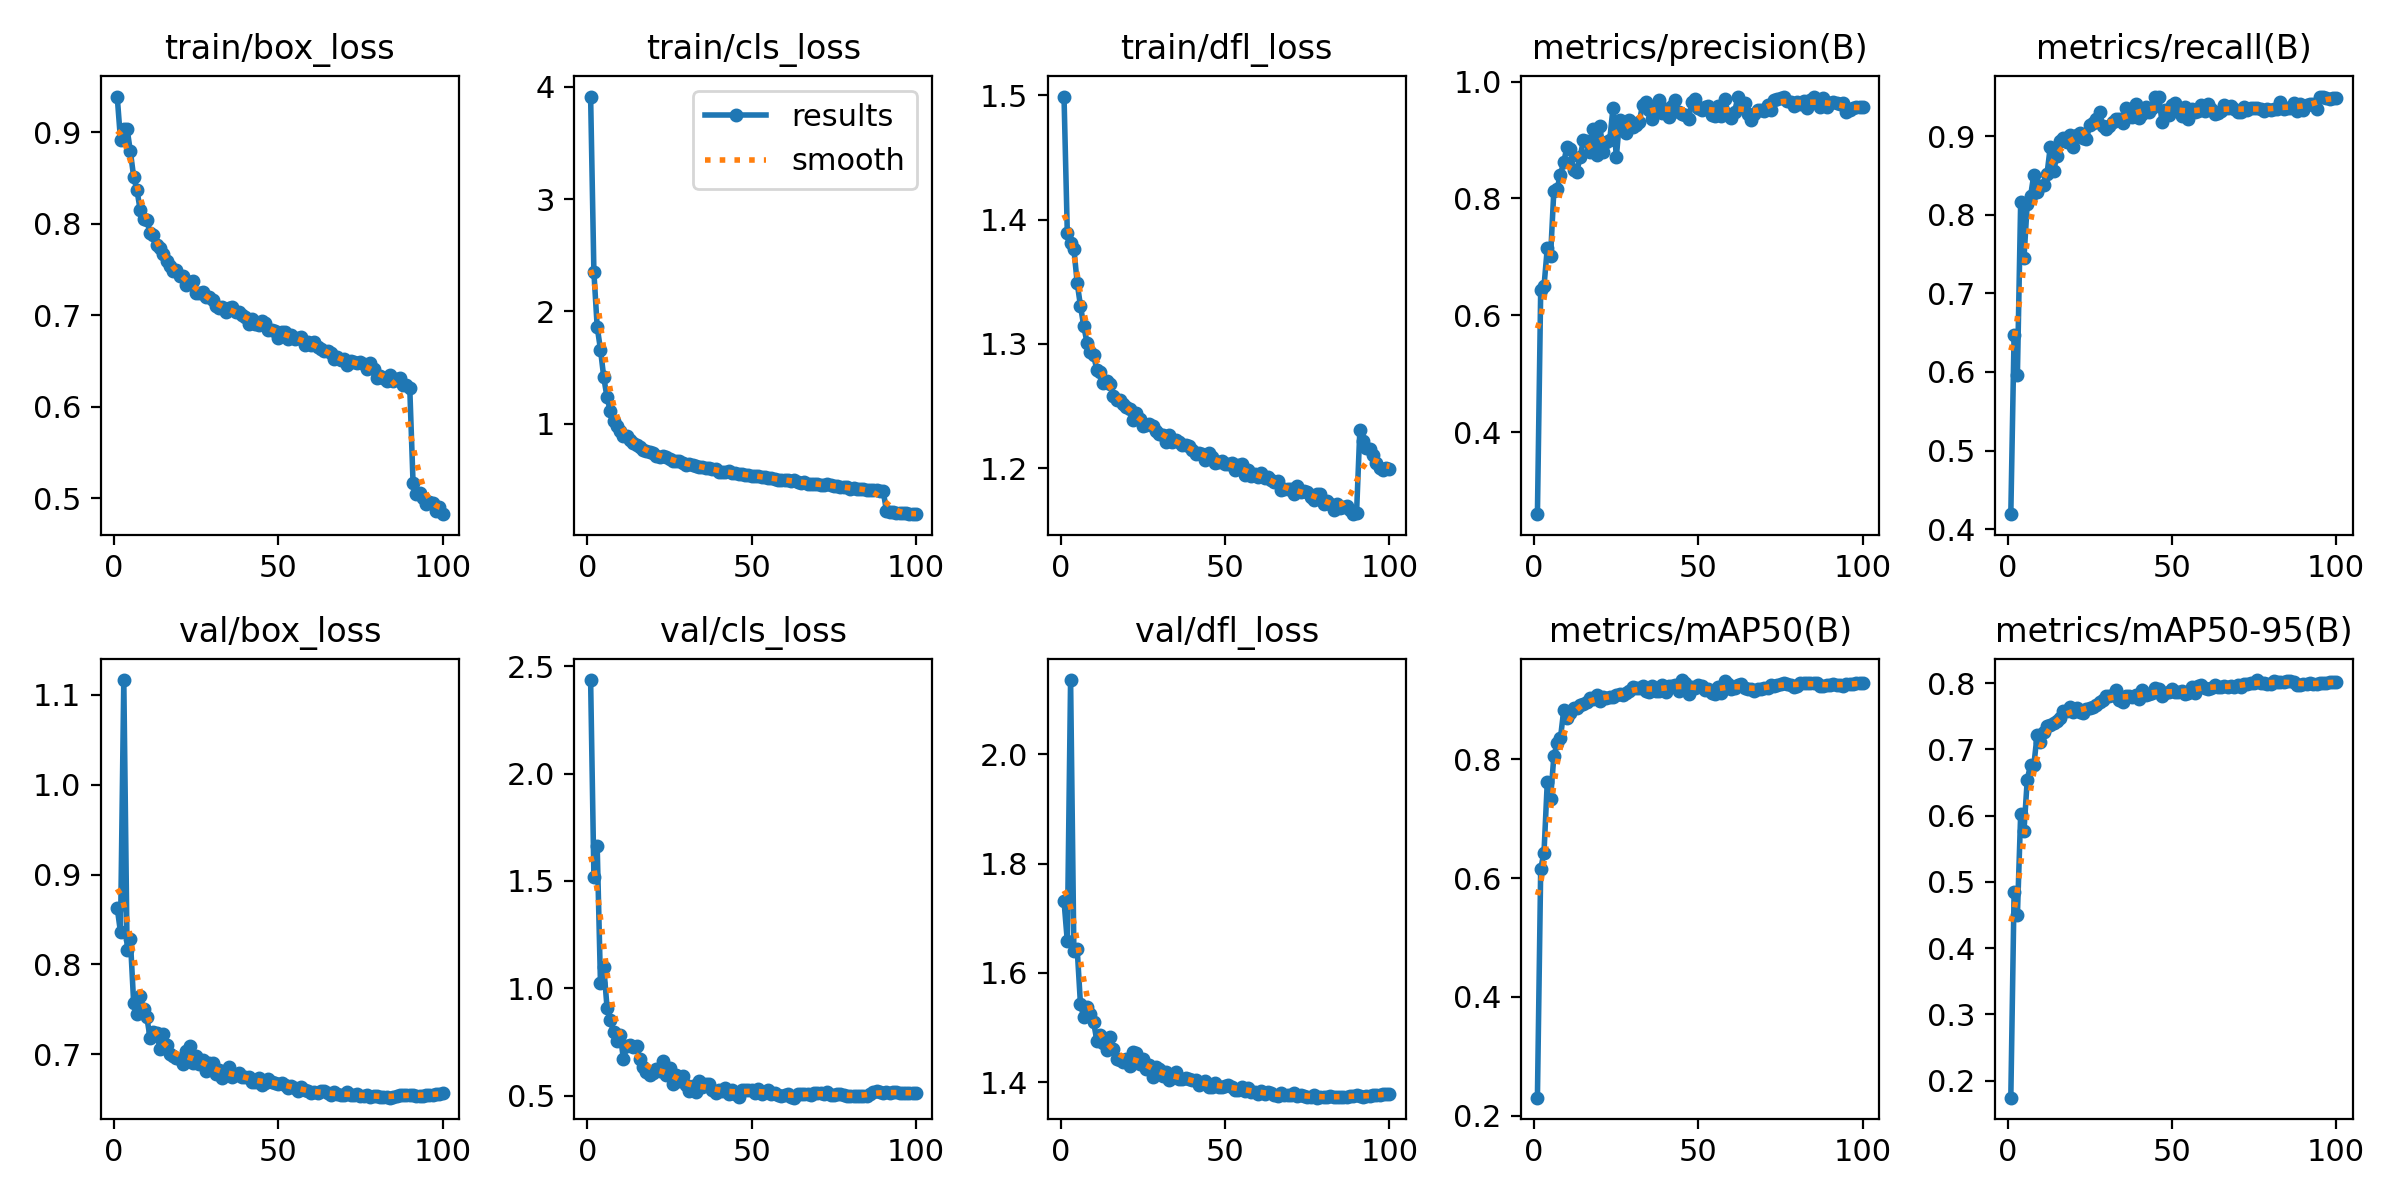 train/box_loss
0.9
0.8
0.7
0.6
0.5
0 50 100
train/cls_loss
results
smooth
4
3
2
1
0 50 100
train/dfl_loss
1.5
1.4
1.3
1.2
0 50 100
metrics/precision(B)
1.0
0.8
0.6
0.4
0 50 100
metrics/recall(B)
0.9
0.8
0.7
0.6
0.5
0.4
0 50 100
val/box_loss
1.1
1.0
0.9
0.8
0.7
0 50 100
val/cls_loss
2.5
2.0
1.5
1.0
0.5
0 50 100
val/dfl_loss
2.0
1.8
1.6
1.4
0 50 100
metrics/mAP50(B)
0.8
0.6
0.4
0.2
0 50 100
metrics/mAP50-95(B)
0.8
0.7
0.6
0.5
0.4
0.3
0.2
0 50 100